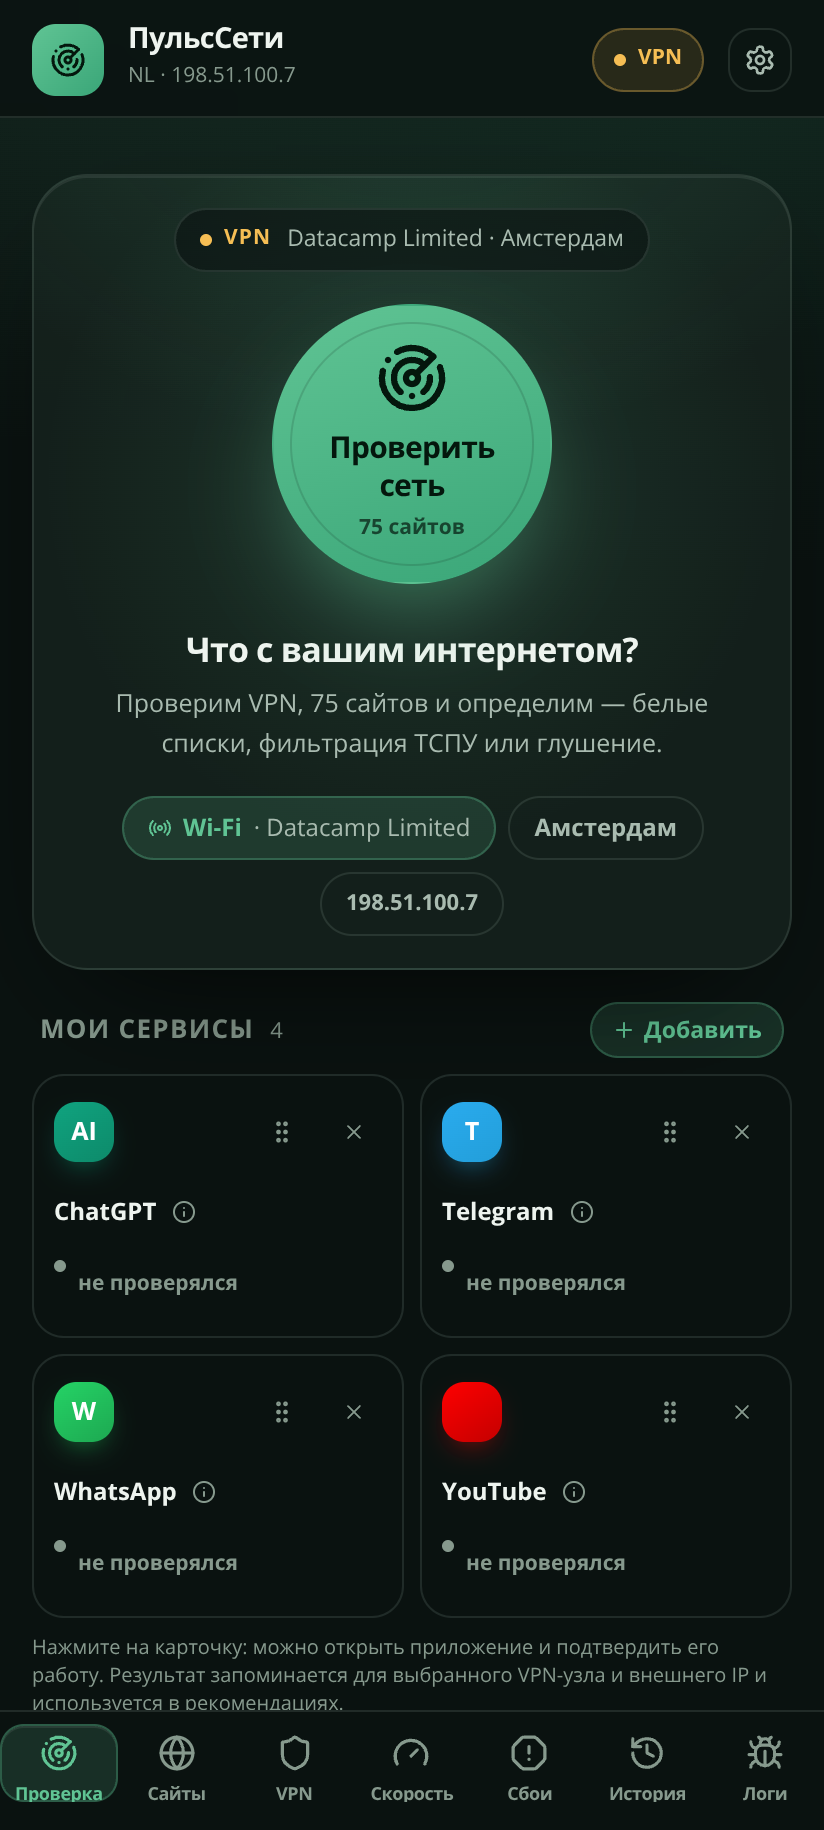 ПульсСети
NL · 198.51.100.7
VPN
VPN Datacamp Limited · Амстердам
Проверить
сеть
75 сайтов
Что с вашим интернетом?
Проверим VPN, 75 сайтов и определим — белые
списки, фильтрация ТСПУ или глушение.
Wi-Fi · Datacamp Limited
Амстердам
198.51.100.7
МОИ СЕРВИСЫ 4
+ Добавить
AI
ChatGPT
не проверялся
T
Telegram
не проверялся
W
WhatsApp
не проверялся
YouTube
не проверялся
Нажмите на карточку: можно открыть приложение и подтвердить его
работу. Результат запоминается для выбранного VPN-узла и внешнего IP и
используется в рекомендациях.
Проверка
Сайты
VPN
Скорость
Сбои
История
Логи